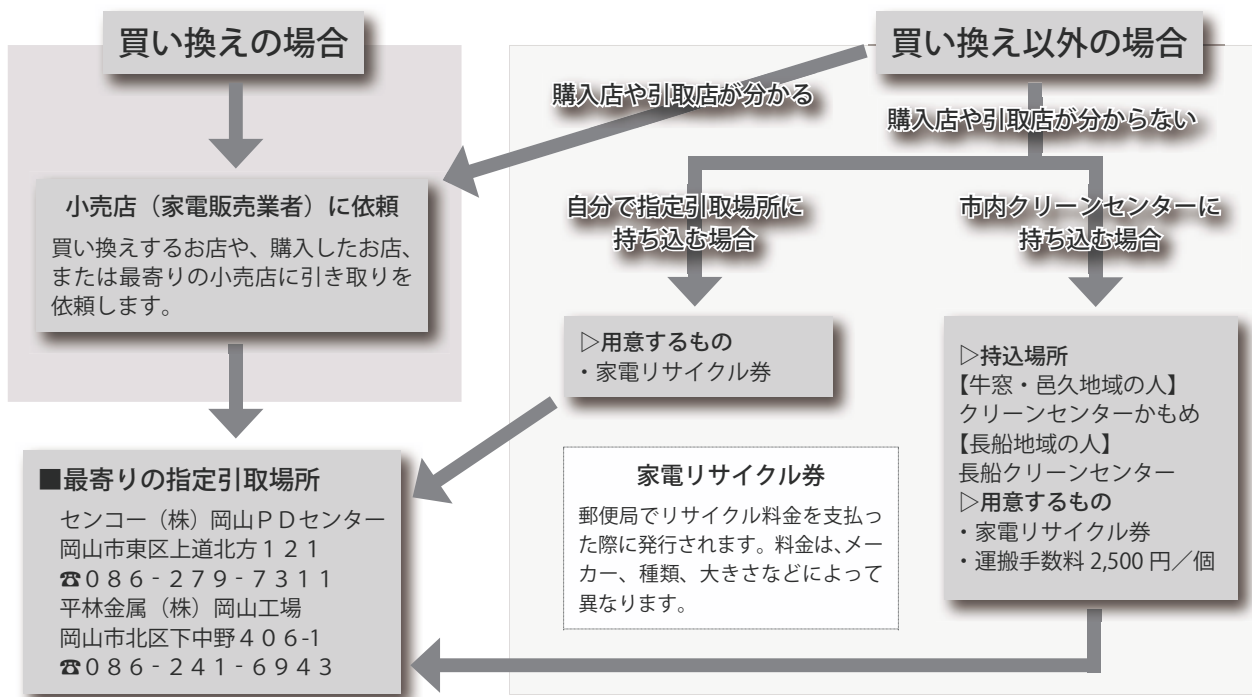 買い換えの場合
買い換え以外の場合
購入店や引取店が分かる
購入店や引取店が分からない
小売店（家電販売業者）に依頼
買い換えするお店や、購入したお店、
または最寄りの小売店に引き取りを
依頼します。
自分で指定引取場所に
持ち込む場合
市内クリーンセンターに
持ち込む場合
▷用意するもの
・家電リサイクル券
▷持込場所
【牛窓・邑久地域の人】
クリーンセンターかもめ
【長船地域の人】
長船クリーンセンター
▷用意するもの
・家電リサイクル券
・運搬手数料 2,500 円／個
家電リサイクル券
郵便局でリサイクル料金を支払っ
た際に発行されます。料金は、メー
カー、種類、大きさなどによって
異なります。
■最寄りの指定引取場所
センコー（株）岡山ＰＤセンター
岡山市東区上道北方１２１
☎０８６‐２７９‐７３１１
平林金属（株）岡山工場
岡山市北区下中野４０６-1
☎０８６‐２４１‐６９４３